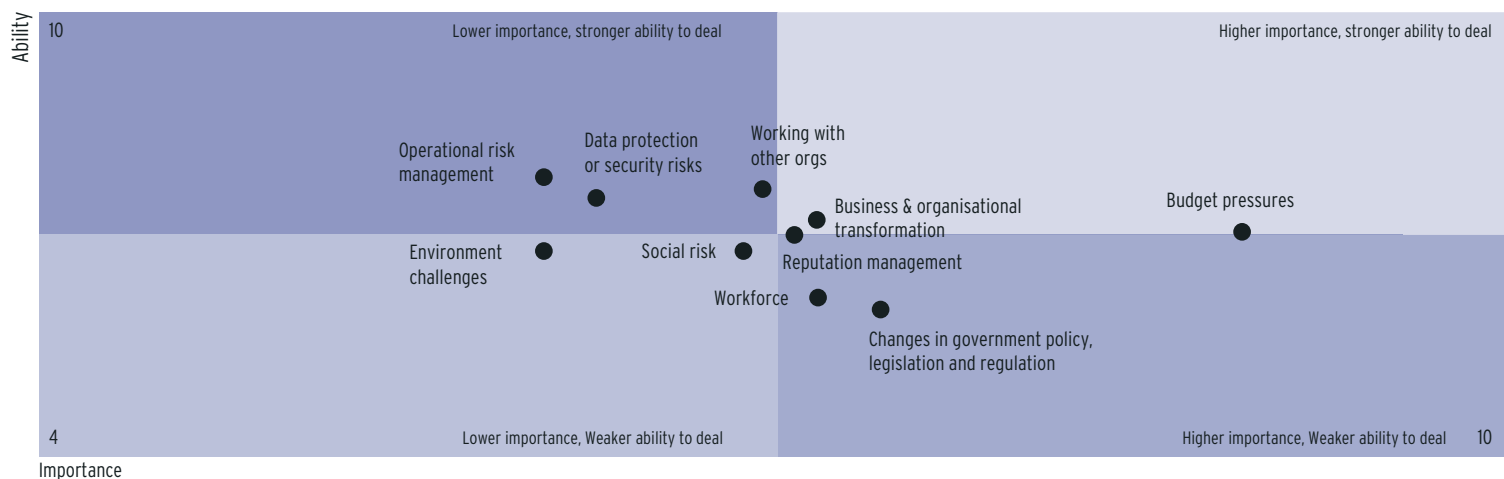 Ability
10
Lower importance, stronger ability to deal
Higher importance, stronger ability to deal
Operational risk
management
Data protection
or security risks
Working with
other orgs
Business & organisational
transformation
Budget pressures
Environment
challenges
Social risk
Reputation management
Workforce
Changes in government policy,
legislation and regulation
4
Lower importance, Weaker ability to deal
Higher importance, Weaker ability to deal
10
Importance